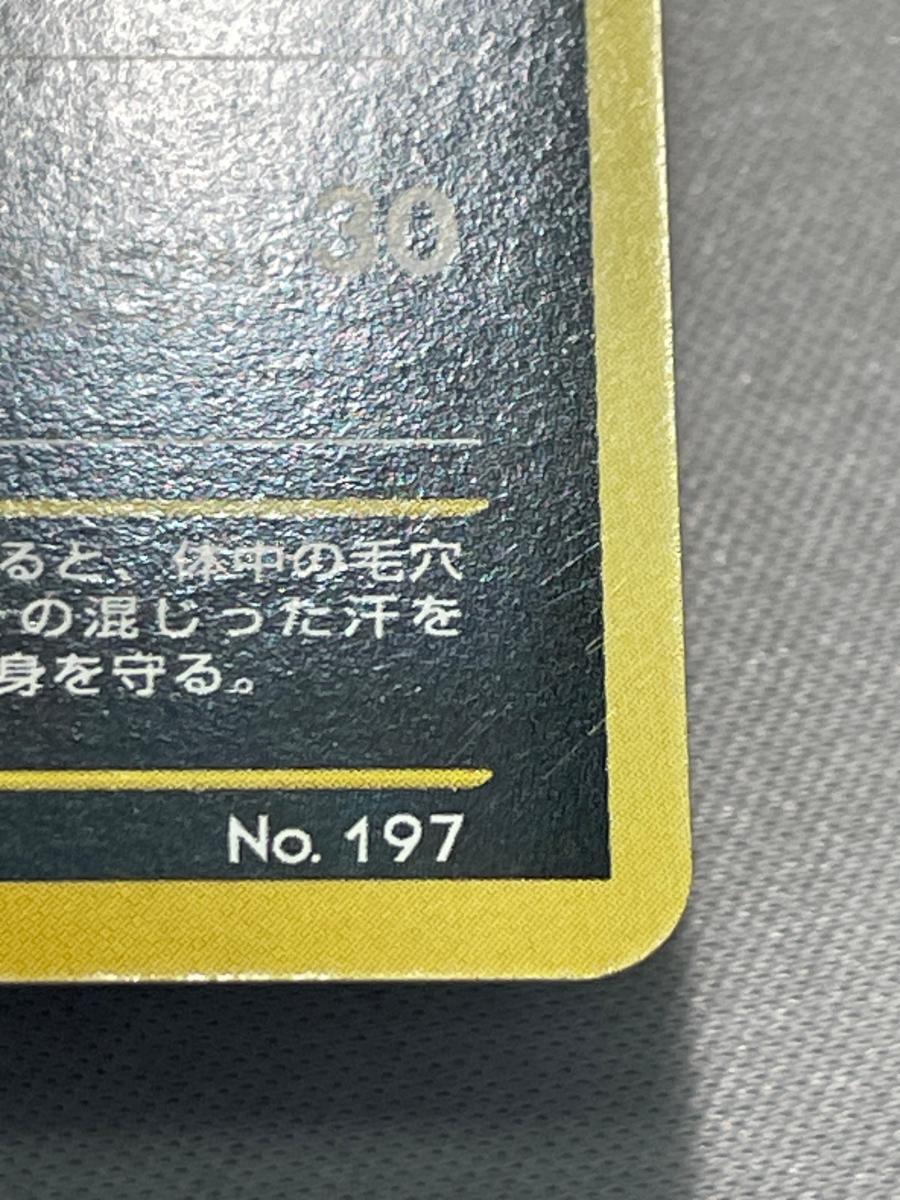 30
ると、体中の毛穴
の混じった汗を
身を守る。
No. 197